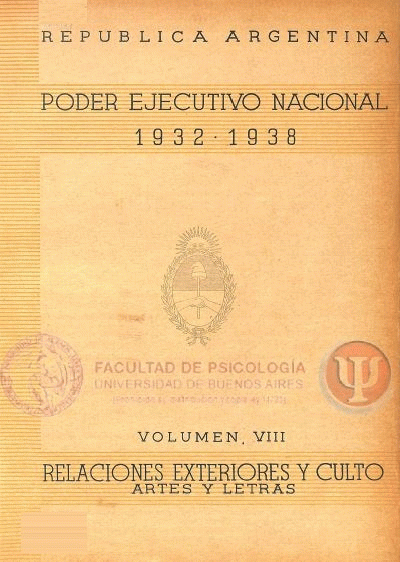 REPUBLICA ARGENTINA
PODER EJECUTIVO NACIONAL
1932 - 1938
FACULTAD DE PSICOLOGÍA
UNIVERSIDAD DE BUENOS AIRES
VOLUMEN, VIII
RELACIONES EXTERIORES Y CULTO
ARTES Y LETRAS